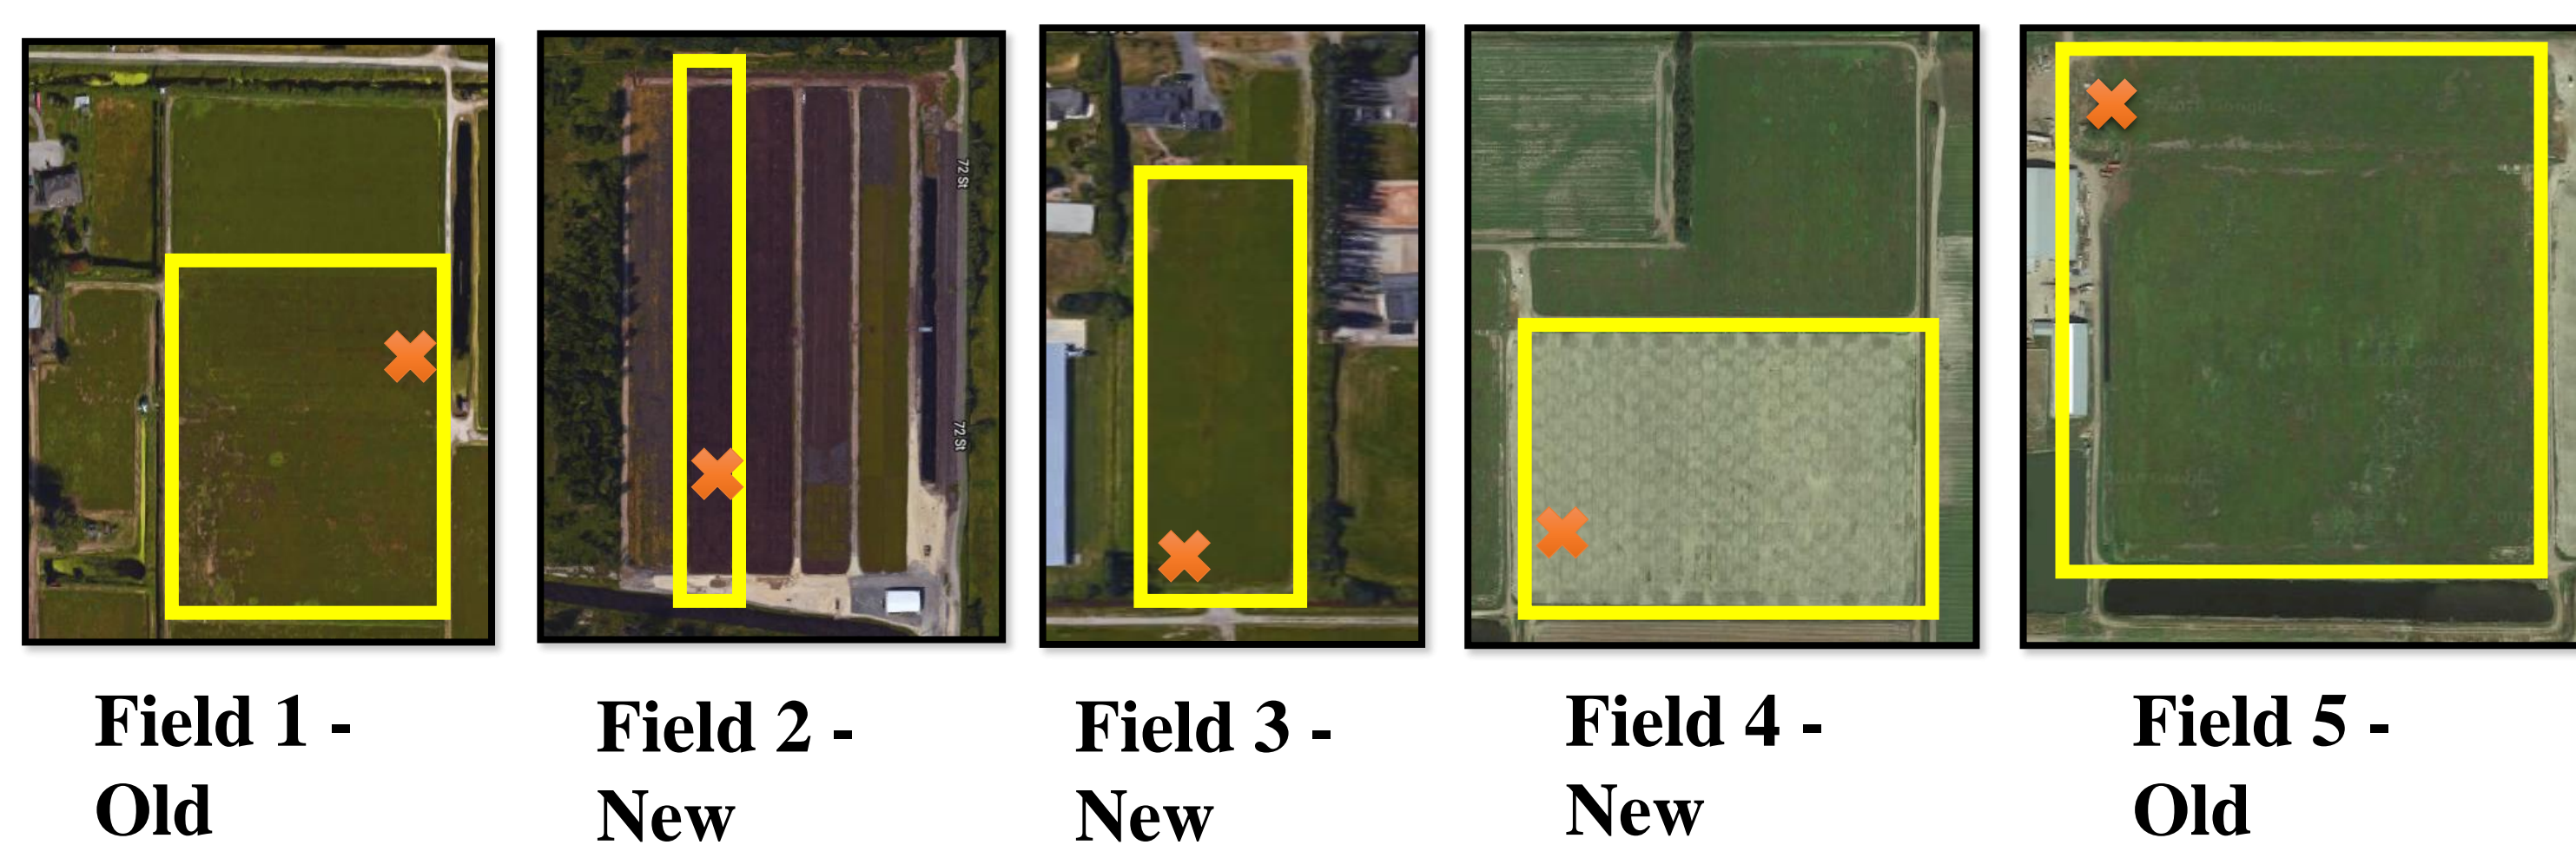 Field 1 -
Old
Field 2 -
New
Field 3 -
New
Field 4 -
New
Field 5 -
Old
72 St
72 St